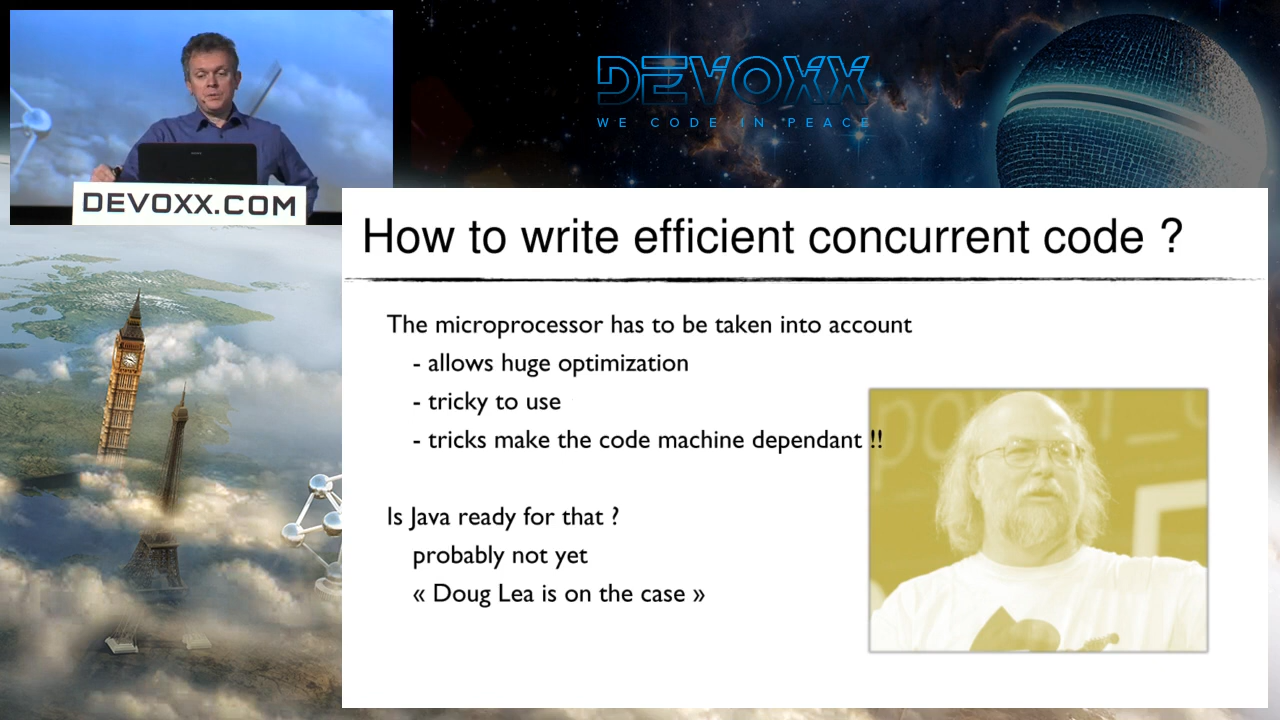 DEVOXX
WE CODE IN PEACE
DEVOXX.COM
How to write efficient concurrent code ?
The microprocessor has to be taken into account
- allows huge optimization
- tricky to use
- tricks make the code machine dependant !!
Is Java ready for that ?
probably not yet
« Doug Lea is on the case »